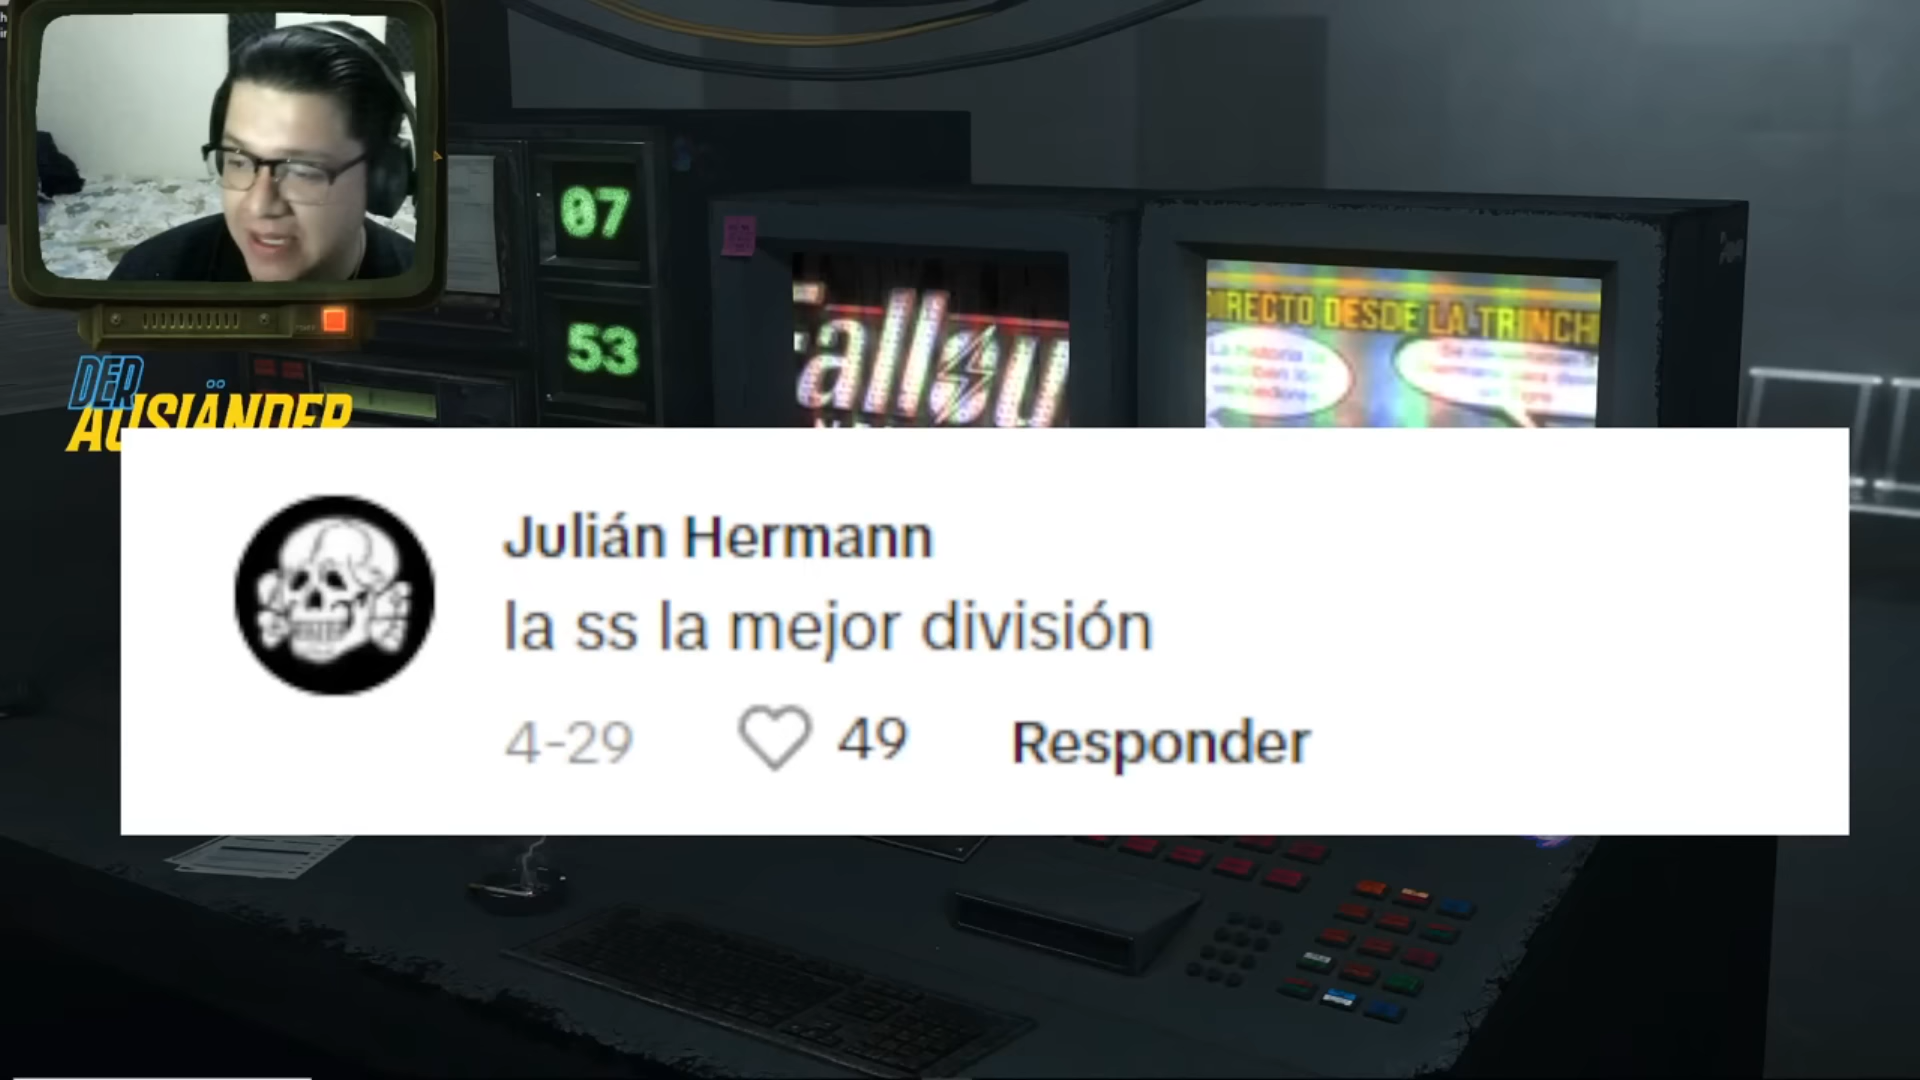 07
53
DER
AUSLÄNDER
DIRECTO DESDE LA TRINCH
Julián Hermann
la ss la mejor división
4-29
49
Responder